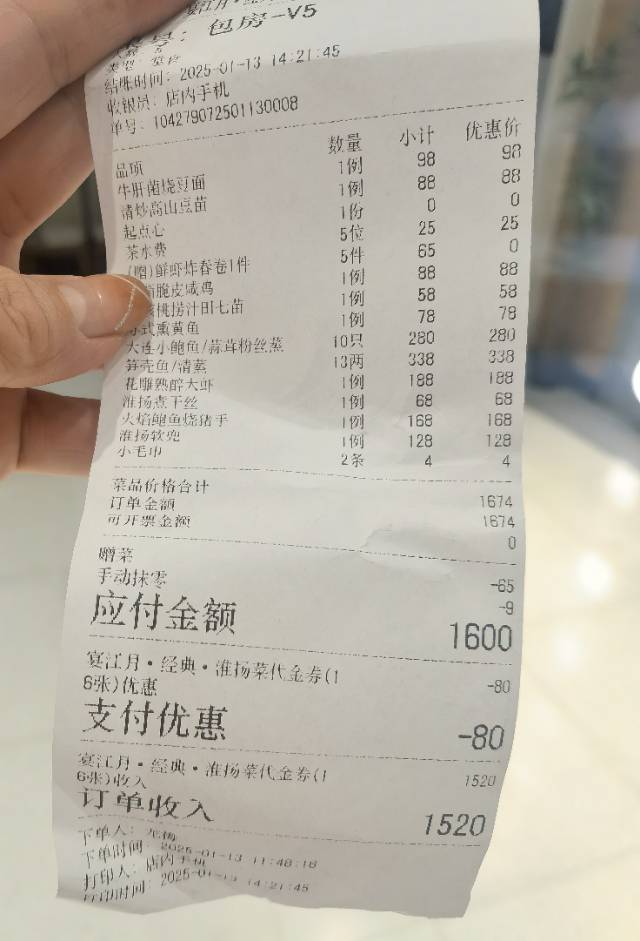 宴江月·
号: 包房-V5
结账时间: 2025-01-13 14:21:45
收银员: 店内手机
单号: 104279072501130008
品项 数量 小计 优惠价
牛肝菌烧豆面 1例 98 98
清炒高山豆苗 1例 88 88
起点心 1份 0 0
茶水费 5位 25 25
(赠)鲜虾炸春卷1件 5件 65 0
脆皮咸鸡 1例 88 88
核桃捞汁田七苗 1例 58 58
式熏黄鱼 1例 78 78
大连小鲍鱼/蒜茸粉丝蒸 10只 280 280
笋壳鱼/清蒸 13两 338 338
花雕熟醉大虾 1例 188 188
淮扬煮干丝 1例 68 68
火焰鲍鱼烧猪手 1例 168 168
淮扬软兜 1例 128 128
小毛巾 2条 4 4
菜品价格合计 1674
订单金额 1674
可开票金额 0
赠菜 -65
手动抹零 -9
应付金额 1600
宴江月·经典·淮扬菜代金券(1
6张)优惠 -80
支付优惠 -80
宴江月·经典·淮扬菜代金券(1
6张)收入 1520
订单收入 1520
下单人:
下单时间: 2025-01-13 11:48:18
打印人: 店内手机
打印时间: 2025-01-13 14:21:45